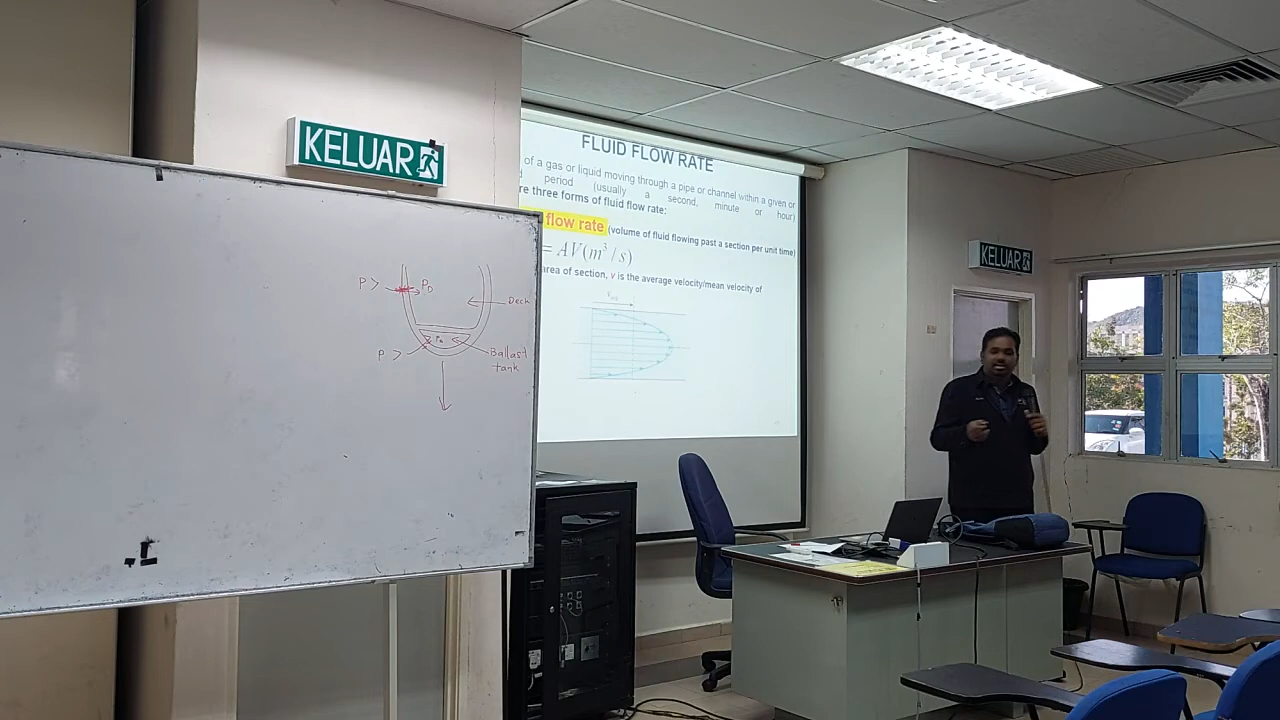 KELUAR
P > P_D
Deck
P >
Ballast
tank
FLUID FLOW RATE
of a gas or liquid moving through a pipe or channel within a given or
period (usually a second, minute or hour)
re three forms of fluid flow rate:
flow rate (volume of fluid flowing past a section per unit time)
= AV(m³ / s)
area of section, v is the average velocity/mean velocity of
KELUAR